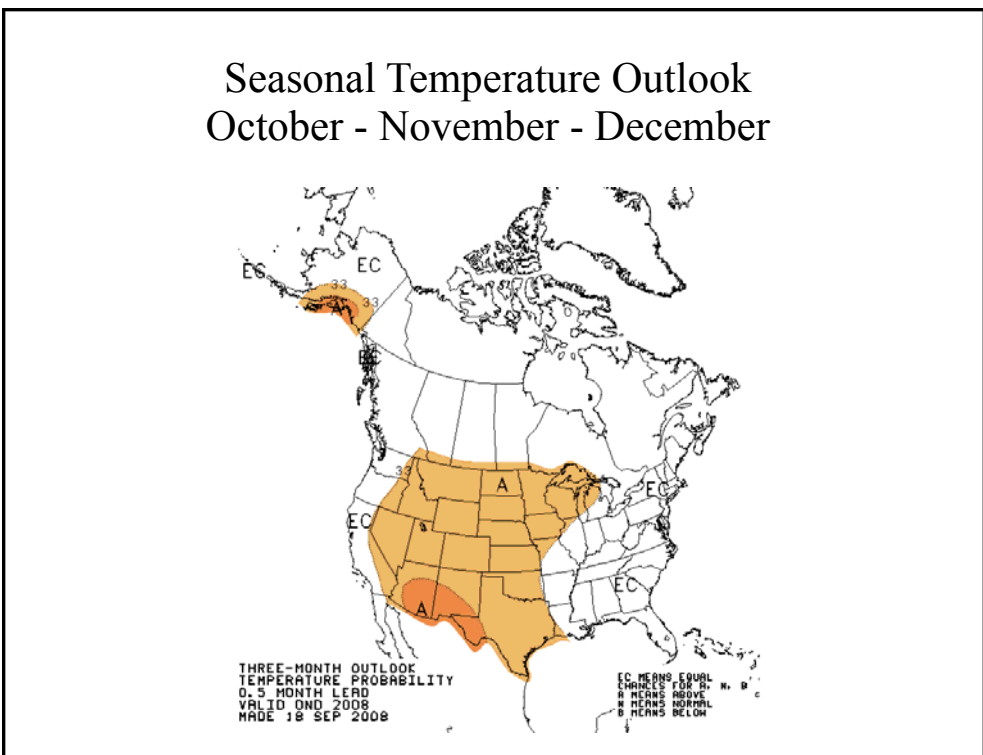 Seasonal Temperature Outlook
October - November - December
EC
EC
33
33
A
EC
33
A
EC
EC
EC
A
THREE-MONTH OUTLOOK
TEMPERATURE PROBABILITY
0.5 MONTH LEAD
VALID OND 2008
MADE 18 SEP 2008
EC MEANS EQUAL
CHANCES FOR A, N, B
A MEANS ABOVE
N MEANS NORMAL
B MEANS BELOW